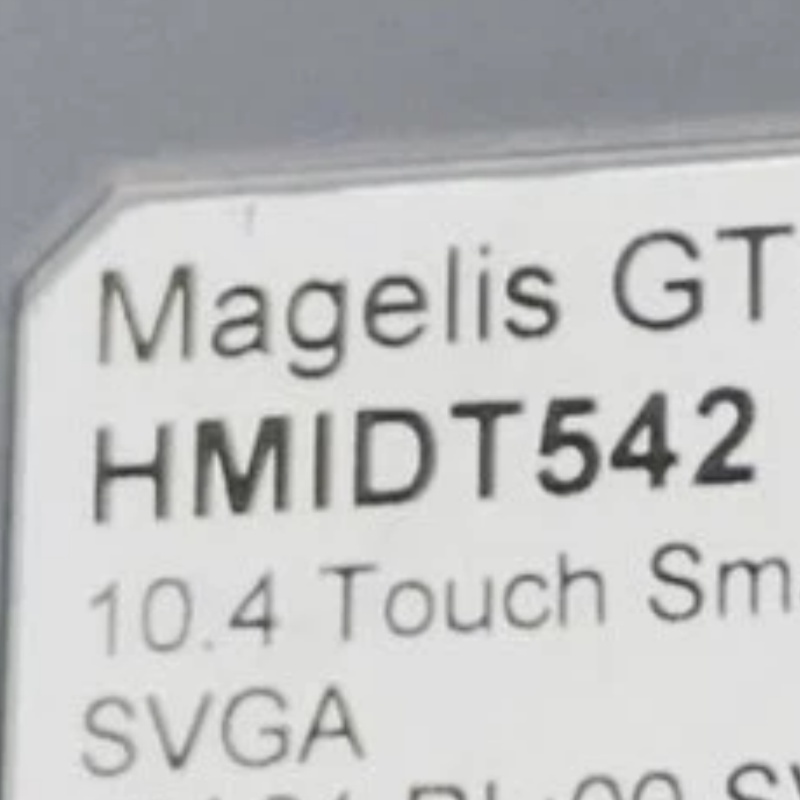 Magelis GT
HMIDT542
10.4 Touch Sm
SVGA